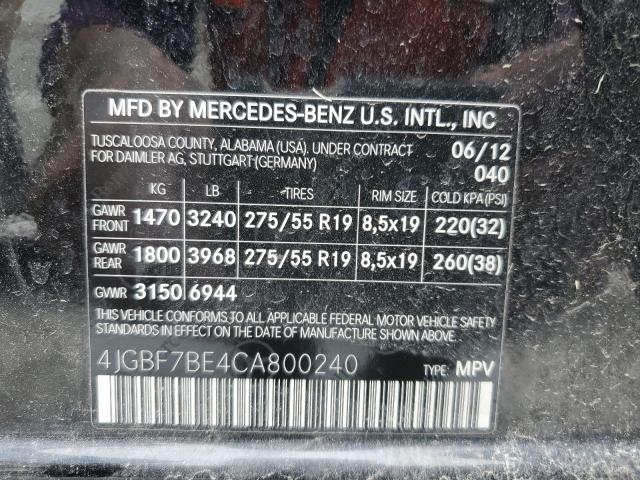 MFD BY MERCEDES-BENZ U.S. INTL., INC
TUSCALOOSA COUNTY, ALABAMA (USA). UNDER CONTRACT 06/12
FOR DAIMLER AG, STUTTGART (GERMANY) 040
KG LB TIRES RIM SIZE COLD KPA (PSI)
GAWR FRONT 1470 3240 275/55 R19 8,5x19 220(32)
GAWR REAR 1800 3968 275/55 R19 8,5x19 260(38)
GVWR 3150 6944
THIS VEHICLE CONFORMS TO ALL APPLICABLE FEDERAL MOTOR VEHICLE SAFETY
STANDARDS IN EFFECT ON THE DATE OF MANUFACTURE SHOWN ABOVE.
4JGBF7BE4CA800240 TYPE: MPV